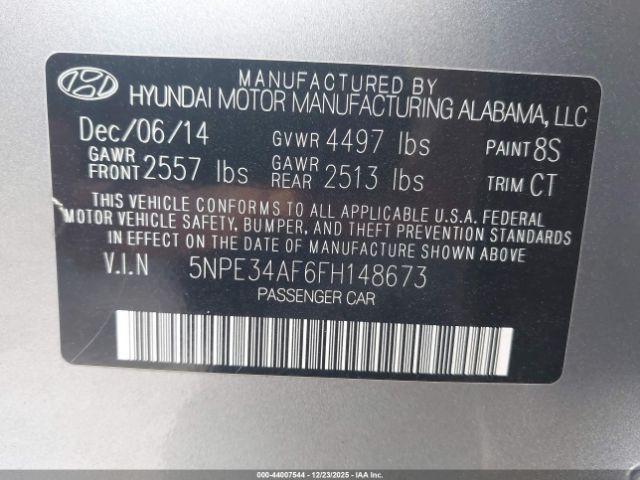 MANUFACTURED BY
HYUNDAI MOTOR MANUFACTURING ALABAMA, LLC
Dec/06/14 GVWR 4497 lbs PAINT 8S
GAWR FRONT 2557 lbs GAWR REAR 2513 lbs TRIM CT
THIS VEHICLE CONFORMS TO ALL APPLICABLE U.S.A. FEDERAL
MOTOR VEHICLE SAFETY, BUMPER, AND THEFT PREVENTION STANDARDS
IN EFFECT ON THE DATE OF MANUFACTURE SHOWN ABOVE
V.I.N 5NPE34AF6FH148673
PASSENGER CAR
000-44007544 - 12/23/2025 - IAAI.COM